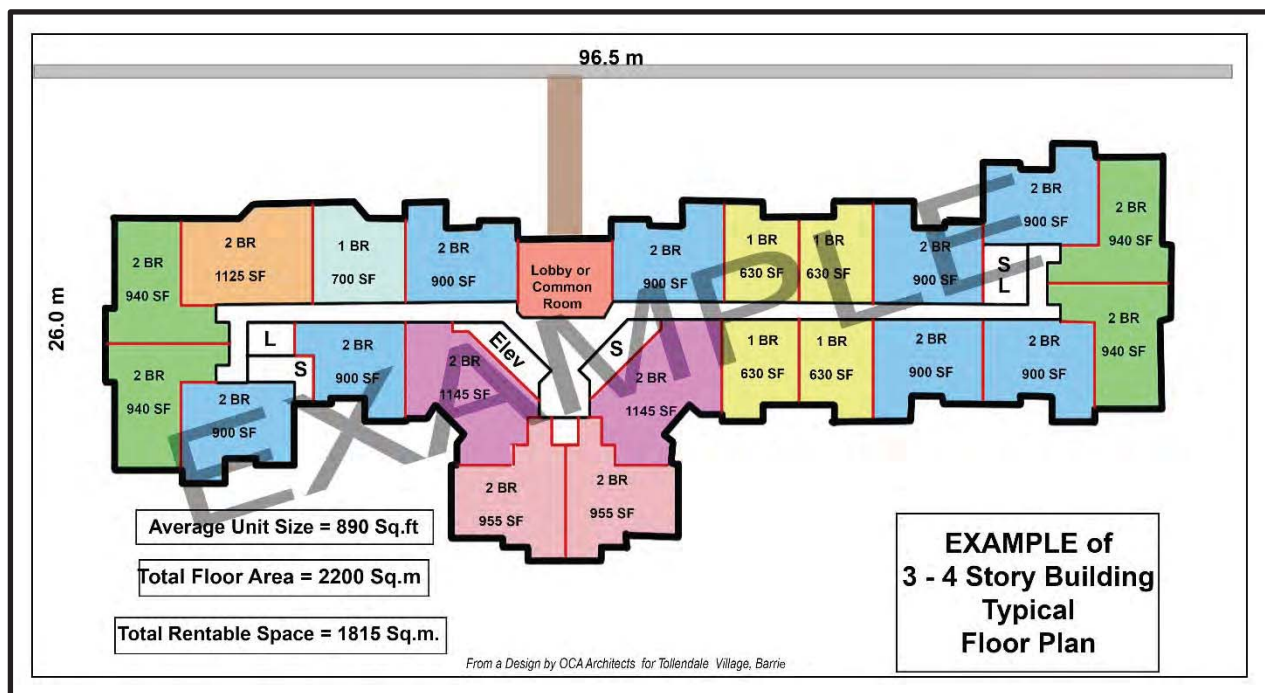 96.5 m
26.0 m
2 BR
940 SF
2 BR
1125 SF
1 BR
700 SF
2 BR
900 SF
Lobby or
Common
Room
2 BR
900 SF
1 BR
630 SF
1 BR
630 SF
2 BR
900 SF
2 BR
900 SF
2 BR
940 SF
S
L
L
S
2 BR
900 SF
2 BR
1145 SF
Elev
S
2 BR
1145 SF
1 BR
630 SF
1 BR
630 SF
2 BR
900 SF
2 BR
900 SF
2 BR
940 SF
2 BR
940 SF
2 BR
900 SF
2 BR
955 SF
2 BR
955 SF
EXAMPLE
Average Unit Size = 890 Sq.ft
Total Floor Area = 2200 Sq.m
Total Rentable Space = 1815 Sq.m.
EXAMPLE of
3 - 4 Story Building
Typical
Floor Plan
From a Design by OCA Architects for Tollendale Village, Barrie